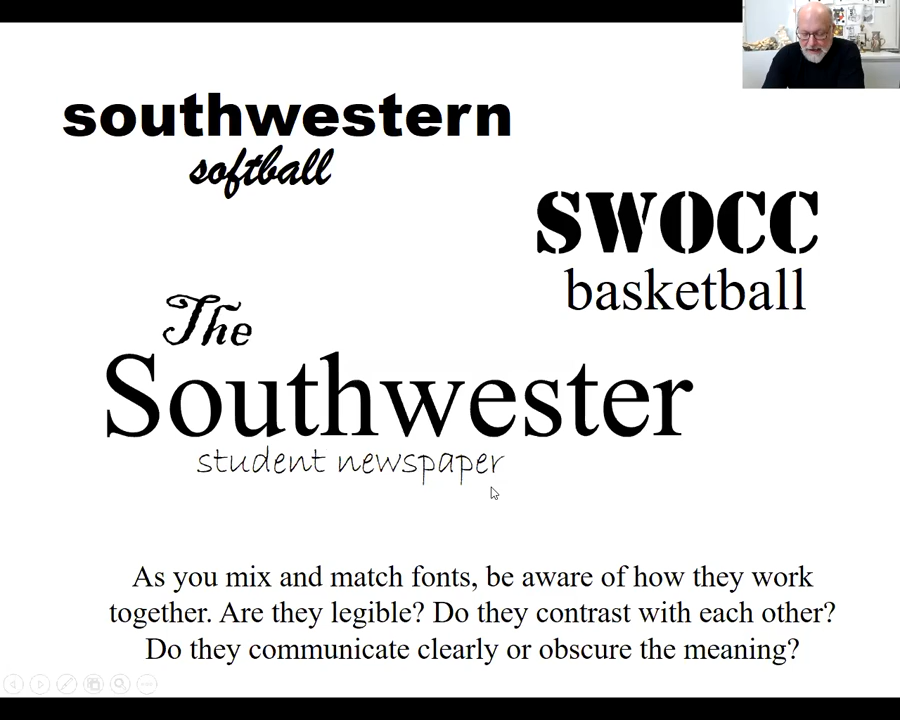 southwestern
softball
SWOCC
basketball
The
Southwester
student newspaper
As you mix and match fonts, be aware of how they work
together. Are they legible? Do they contrast with each other?
Do they communicate clearly or obscure the meaning?